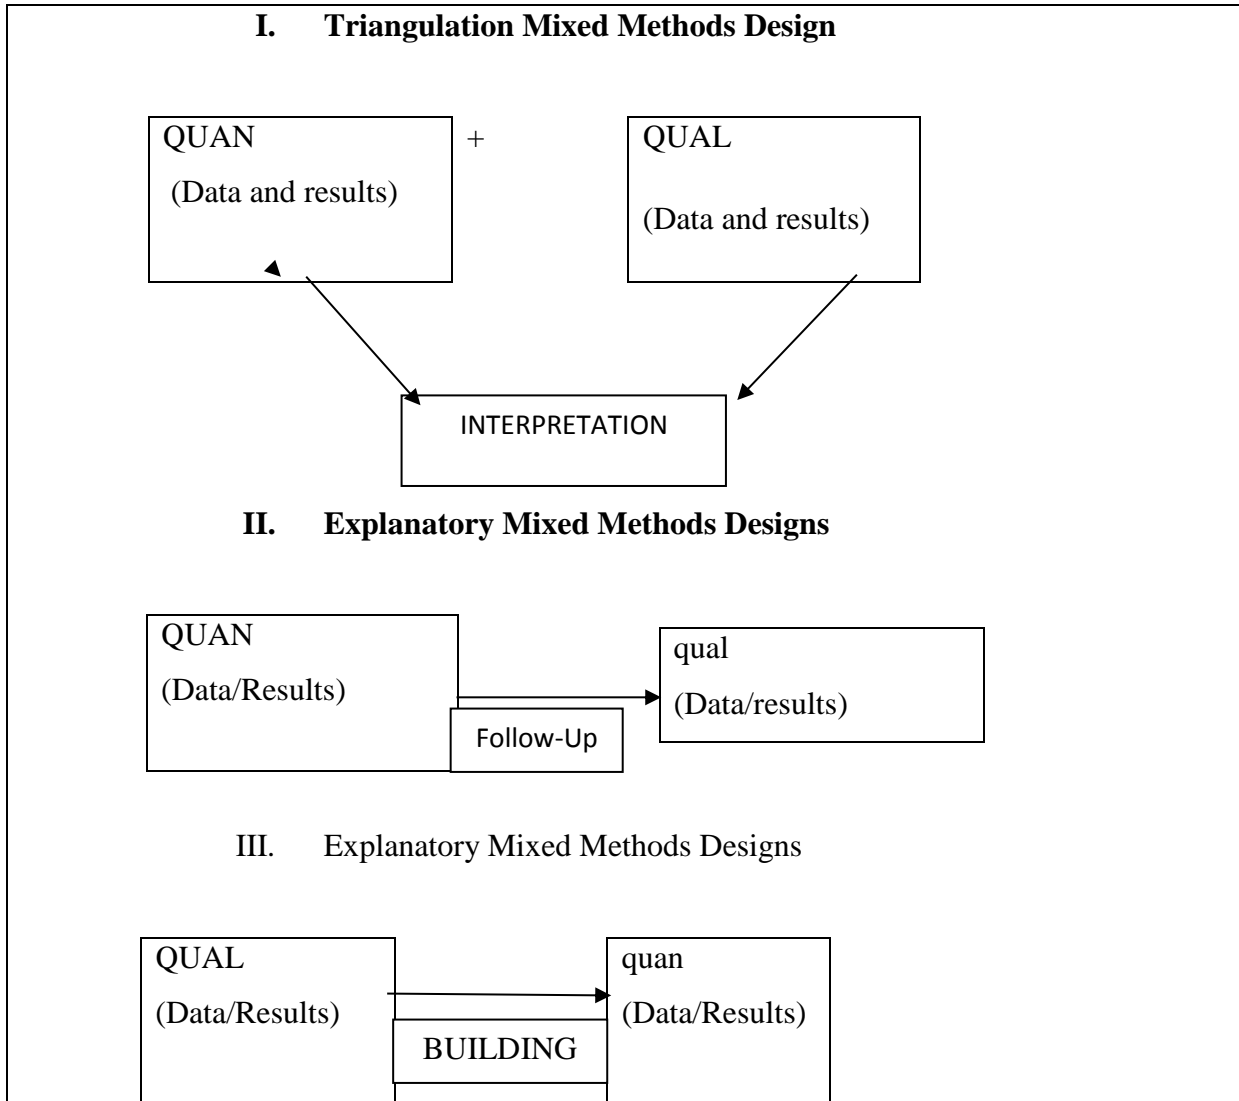 I. Triangulation Mixed Methods Design
QUAN + QUAL
(Data and results)
(Data and results)
INTERPRETATION
II. Explanatory Mixed Methods Designs
QUAN
(Data/Results)
qual
(Data/results)
Follow-Up
III. Explanatory Mixed Methods Designs
QUAL
(Data/Results)
quan
(Data/Results)
BUILDING